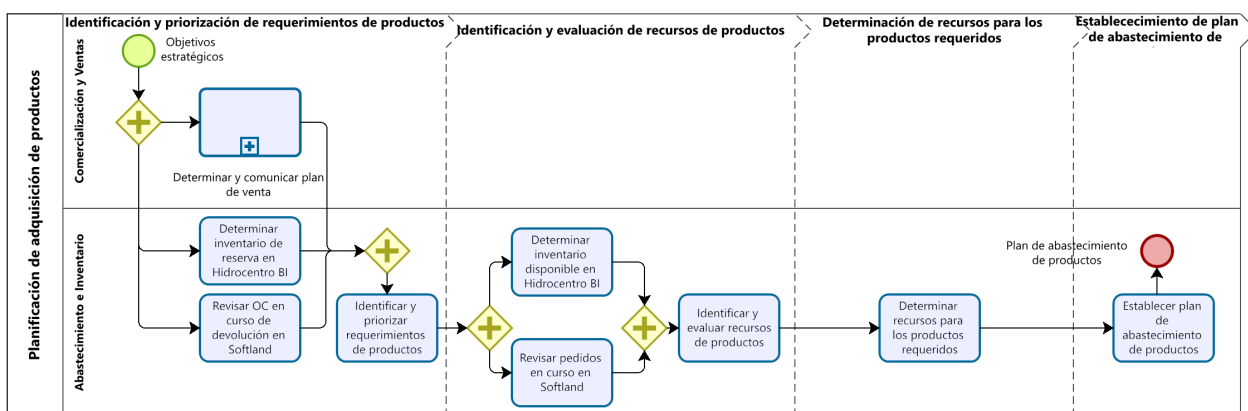 Planificación de adquisición de productos
Identificación y priorización de requerimientos de productos
Identificación y evaluación de recursos de productos
Determinación de recursos para los
productos requeridos
Establececimiento de plan
de abastecimiento de
Comercialización y Ventas
Objetivos
estratégicos
Determinar y comunicar plan
de venta
Abastecimiento e Inventario
Determinar
inventario de
reserva en
Hidrocentro BI
Revisar OC en
curso de
devolución en
Softland
Identificar y
priorizar
requerimientos
de productos
Determinar
inventario
disponible en
Hidrocentro BI
Revisar pedidos
en curso en
Softland
Identificar y
evaluar recursos
de productos
Determinar
recursos para
los productos
requeridos
Plan de abastecimiento
de productos
Establecer plan
de
abastecimiento
de productos